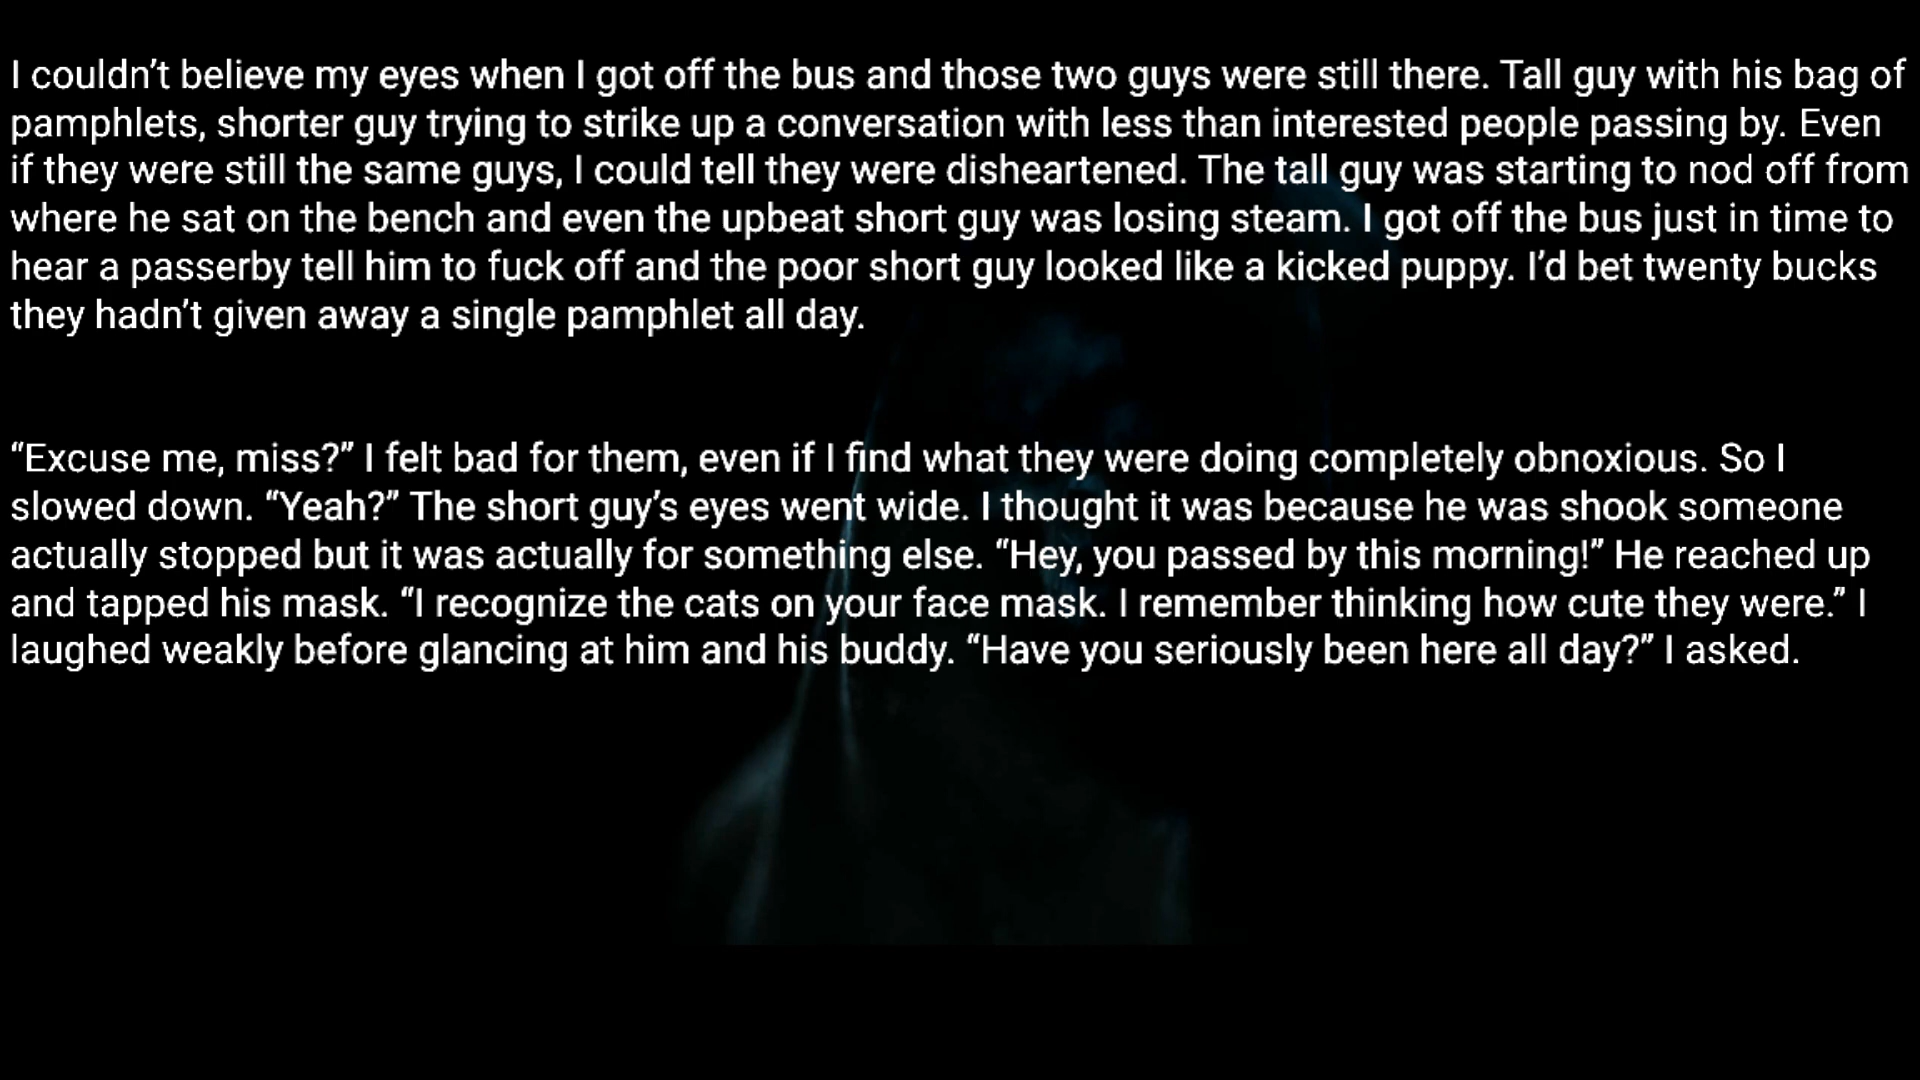 I couldn’t believe my eyes when I got off the bus and those two guys were still there. Tall guy with his bag of
pamphlets, shorter guy trying to strike up a conversation with less than interested people passing by. Even
if they were still the same guys, I could tell they were disheartened. The tall guy was starting to nod off from
where he sat on the bench and even the upbeat short guy was losing steam. I got off the bus just in time to
hear a passerby tell him to fuck off and the poor short guy looked like a kicked puppy. I’d bet twenty bucks
they hadn’t given away a single pamphlet all day.
“Excuse me, miss?” I felt bad for them, even if I find what they were doing completely obnoxious. So I
slowed down. “Yeah?” The short guy’s eyes went wide. I thought it was because he was shook someone
actually stopped but it was actually for something else. “Hey, you passed by this morning!” He reached up
and tapped his mask. “I recognize the cats on your face mask. I remember thinking how cute they were.” I
laughed weakly before glancing at him and his buddy. “Have you seriously been here all day?” I asked.